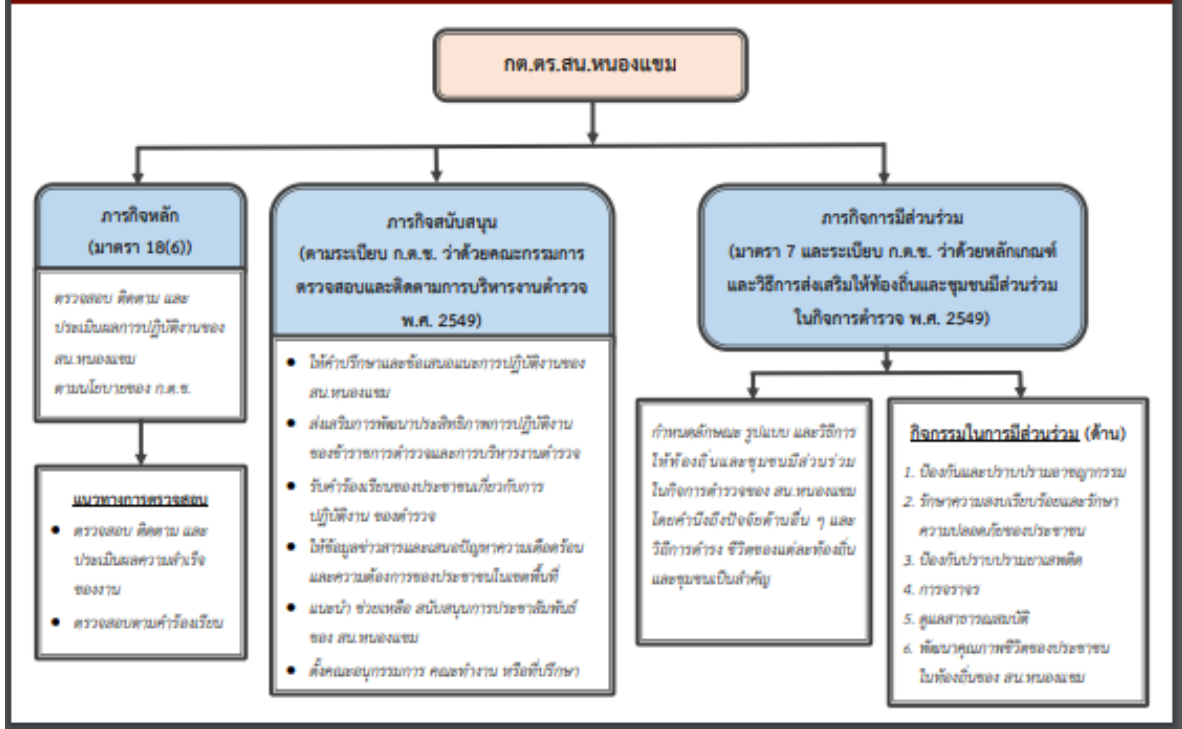 กต.ตร.สน.หนองแขม
ภารกิจหลัก
(มาตรา 18(6))
ตรวจสอบ ติดตาม และ
ประเมินผลการปฏิบัติงานของ
สน.หนองแขม
ตามนโยบายของ ก.ต.ช.
แนวทางการตรวจสอบ
● ตรวจสอบ ติดตาม และ
ประเมินผลความสำเร็จ
ของงาน
● ตรวจสอบตามคำร้องเรียน
ภารกิจสนับสนุน
(ตามระเบียบ ก.ต.ช. ว่าด้วยคณะกรรมการ
ตรวจสอบและติดตามการบริหารงานตำรวจ
พ.ศ. 2549)
● ให้คำปรึกษาและข้อเสนอแนะการปฏิบัติงานของ
สน.หนองแขม
● ส่งเสริมการพัฒนาประสิทธิภาพการปฏิบัติงาน
ของข้าราชการตำรวจและการบริหารงานตำรวจ
● รับคำร้องเรียนของประชาชนเกี่ยวกับการ
ปฏิบัติงาน ของตำรวจ
● ให้ข้อมูลข่าวสารและเสนอปัญหาความเดือดร้อน
และความต้องการของประชาชนในเขตพื้นที่
● แนะนำ ช่วยเหลือ สนับสนุนการประชาสัมพันธ์
ของ สน.หนองแขม
● ตั้งคณะอนุกรรมการ คณะทำงาน หรือที่ปรึกษา
ภารกิจการมีส่วนร่วม
(มาตรา 7 และระเบียบ ก.ต.ช. ว่าด้วยหลักเกณฑ์
และวิธีการส่งเสริมให้ท้องถิ่นและชุมชนมีส่วนร่วม
ในกิจการตำรวจ พ.ศ. 2549)
กำหนดลักษณะ รูปแบบ และวิธีการ
ให้ท้องถิ่นและชุมชนมีส่วนร่วม
ในกิจการตำรวจของ สน.หนองแขม
โดยคำนึงถึงปัจจัยด้านอื่น ๆ และ
วิถีการดำรง ชีวิตของแต่ละท้องถิ่น
และชุมชนเป็นสำคัญ
กิจกรรมในการมีส่วนร่วม (ด้าน)
1. ป้องกันและปราบปรามอาชญากรรม
2. รักษาความสงบเรียบร้อยและรักษา
ความปลอดภัยของประชาชน
3. ป้องกันปราบปรามยาเสพติด
4. การจราจร
5. ดูแลสาธารณสมบัติ
6. พัฒนาคุณภาพชีวิตของประชาชน
ในท้องถิ่นของ สน.หนองแขม